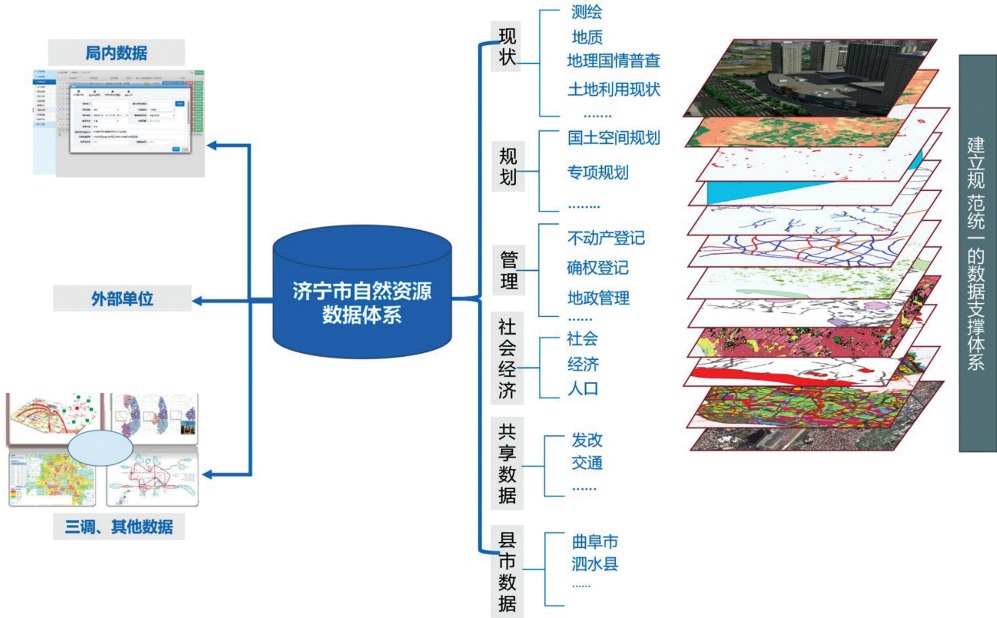 局内数据
外部单位
三调、其他数据
济宁市自然资源
数据体系
现状
测绘
地质
地理国情普查
土地利用现状
.......
规划
国土空间规划
专项规划
........
管理
不动产登记
确权登记
地政管理
......
社会经济
社会
经济
人口
共享数据
发改
交通
......
县市数据
曲阜市
泗水县
......
建立规 范统一的数据支撑体系